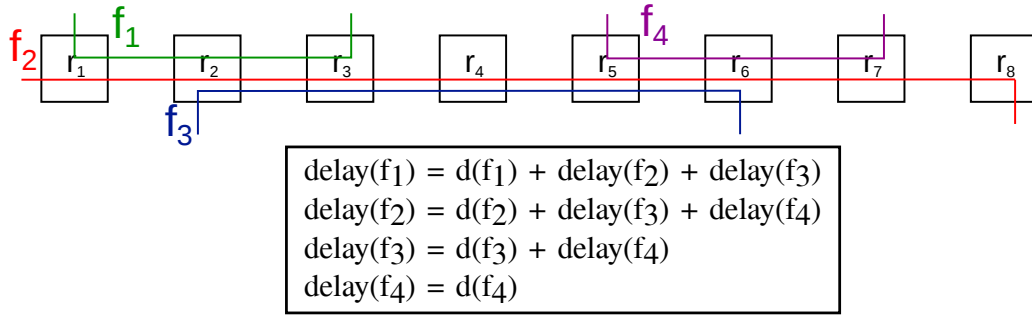 f1 f4
f2 r1 r2 r3 r4 r5 r6 r7 r8
f3
delay(f1) = d(f1) + delay(f2) + delay(f3)
delay(f2) = d(f2) + delay(f3) + delay(f4)
delay(f3) = d(f3) + delay(f4)
delay(f4) = d(f4)